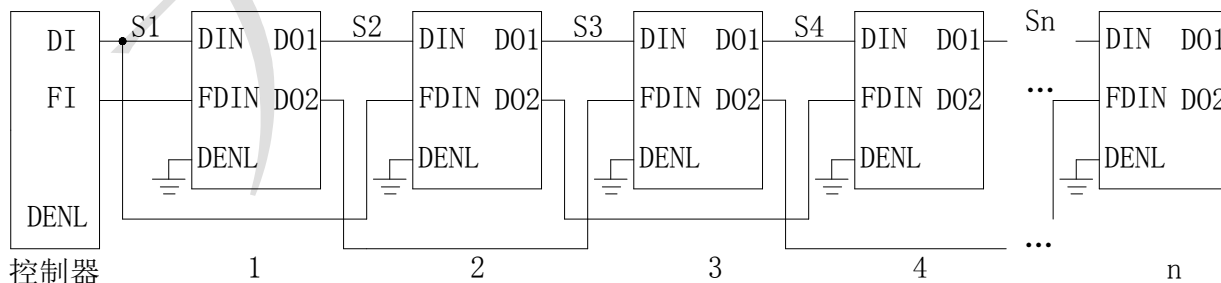 DI S1 DIN DO1 S2 DIN DO1 S3 DIN DO1 S4 DIN DO1 Sn DIN DO1
FI FDIN DO2 FDIN DO2 FDIN DO2 FDIN DO2 … FDIN DO2
DENL DENL DENL DENL DENL
DENL
…
控制器 1 2 3 4 n